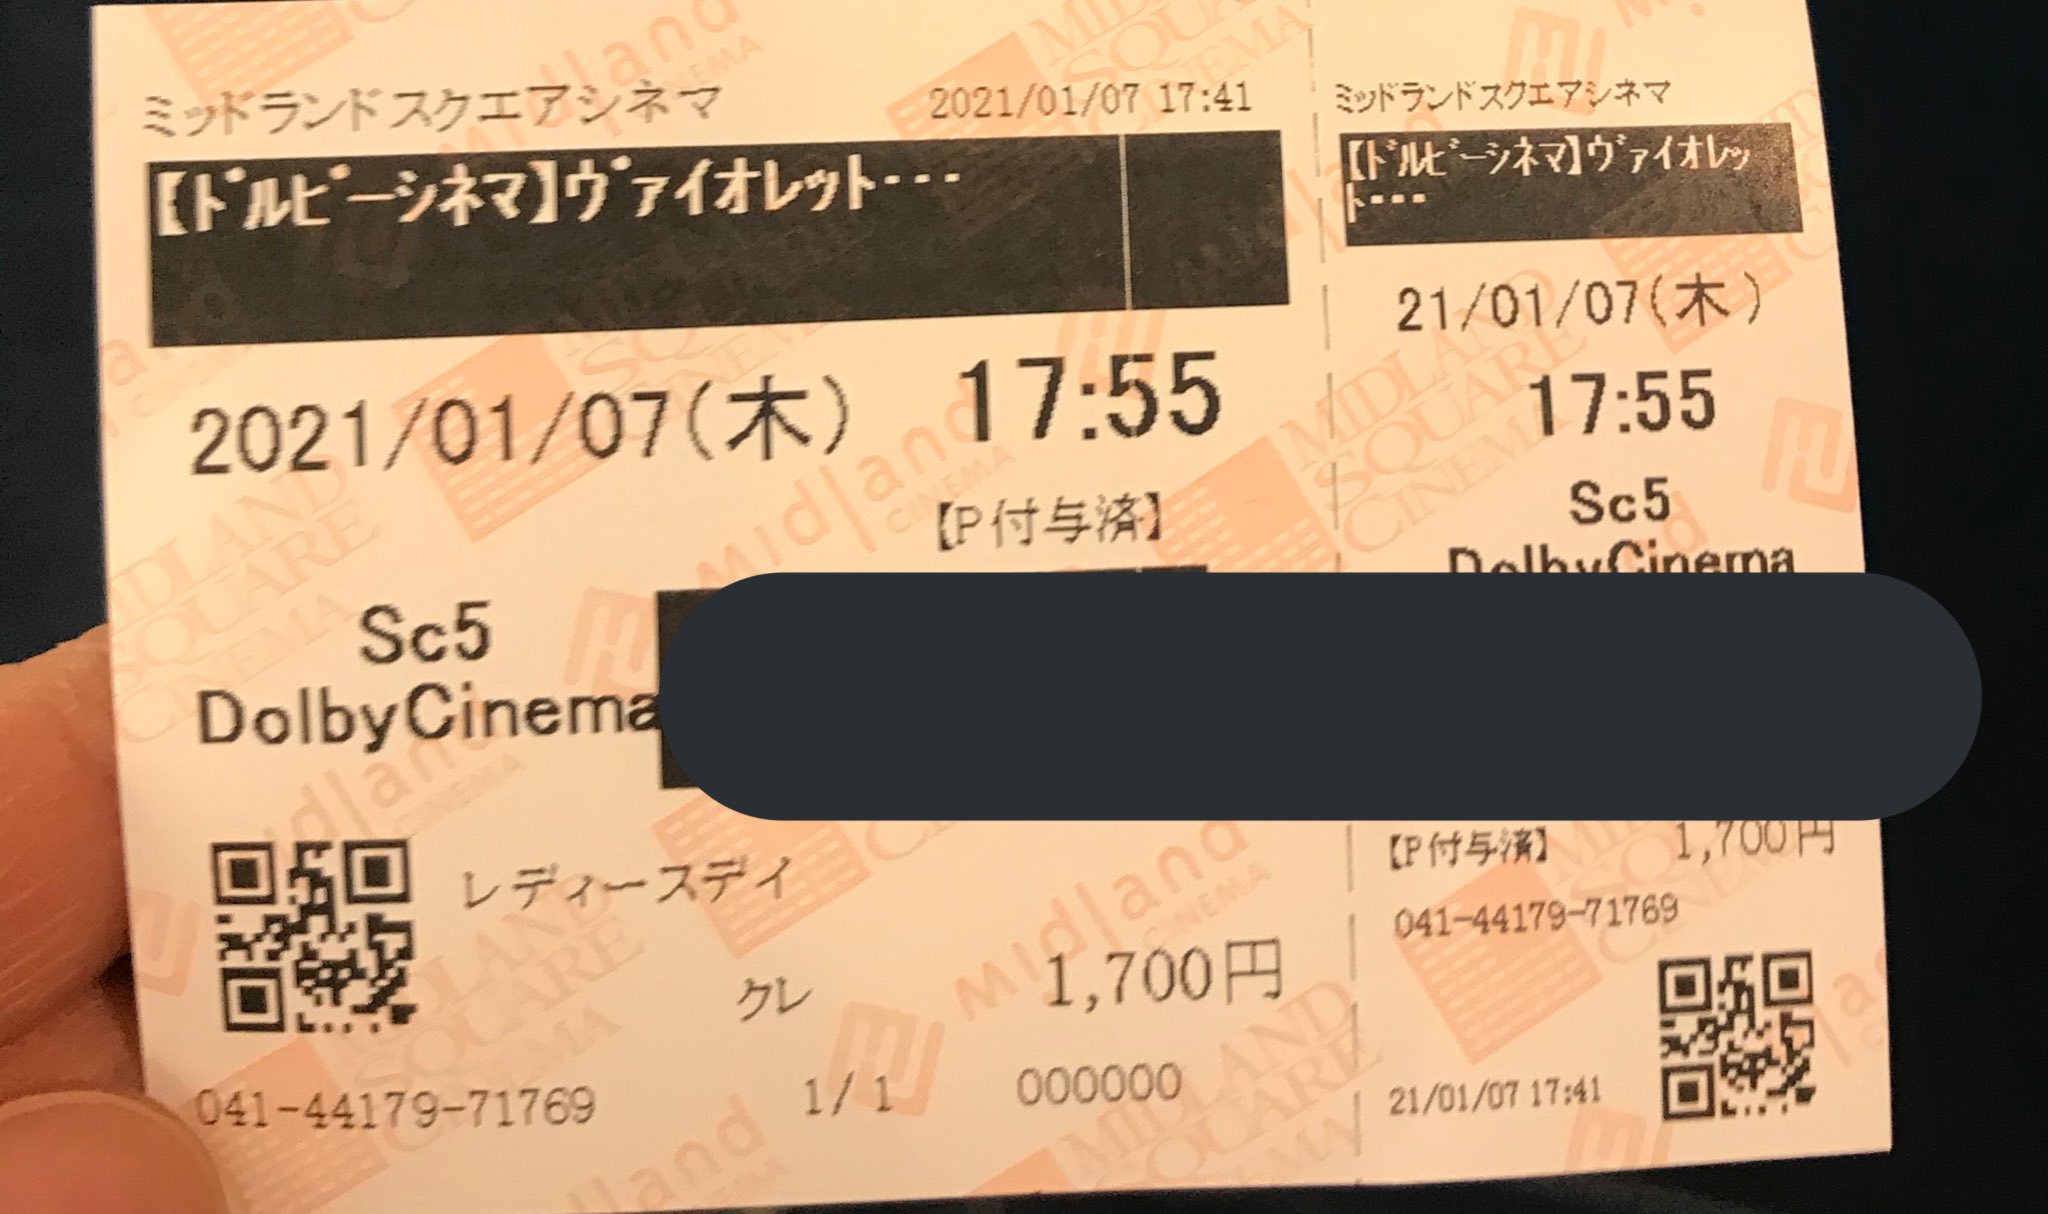 ミッドランドスクエアシネマ 2021/01/07 17:41
【ドルビーシネマ】ヴァイオレット・・・
2021/01/07(木) 17:55
【P付与済】
Sc5
DolbyCinema
レディースデイ
クレ 1,700円
041-44179-71769 1/1 000000
ミッドランドスクエアシネマ
【ドルビーシネマ】ヴァイオレッ
ト・・・
21/01/07(木)
17:55
Sc5
DolbyCinema
【P付与済】 1,700円
041-44179-71769
21/01/07 17:41
MIDLAND
SQUARE
CINEMA
midland
CINEMA